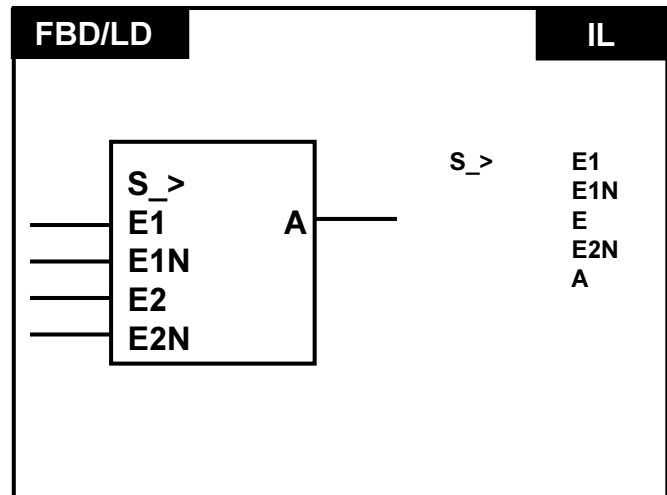 FBD/LD
IL
S_>
E1
A
E1N
E2
E2N
S_> E1
E1N
E
E2N
A